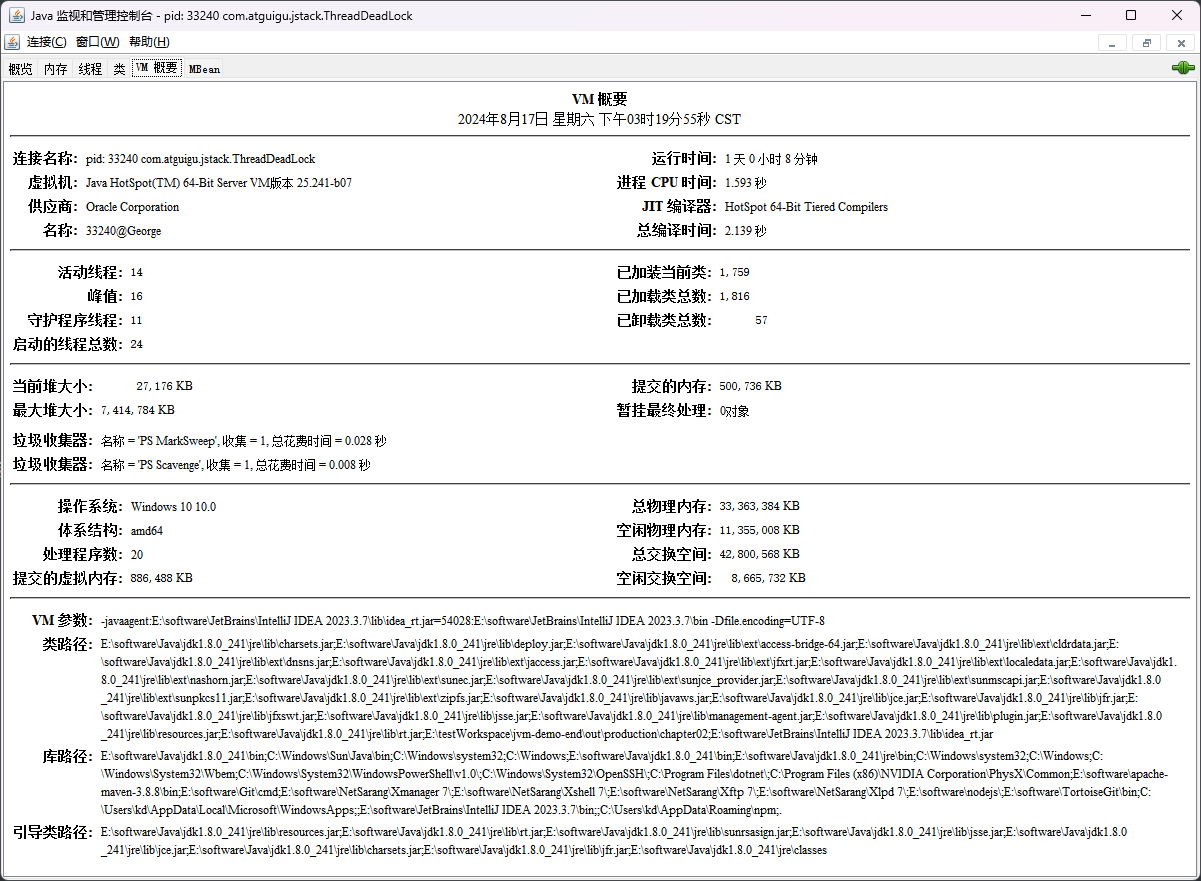 Java 监视和管理控制台 - pid: 33240 com.atguigu.jstack.ThreadDeadLock
连接(C) 窗口(W) 帮助(H)
概览 内存 线程 类 VM 概要 MBean
VM 概要
2024年8月17日 星期六 下午03时19分55秒 CST
连接名称: pid: 33240 com.atguigu.jstack.ThreadDeadLock 运行时间: 1 天 0 小时 8 分钟
虚拟机: Java HotSpot(TM) 64-Bit Server VM版本 25.241-b07 进程 CPU 时间: 1.593 秒
供应商: Oracle Corporation JIT 编译器: HotSpot 64-Bit Tiered Compilers
名称: 33240@George 总编译时间: 2.139 秒
活动线程: 14 已加装当前类: 1,759
峰值: 16 已加载类总数: 1,816
守护程序线程: 11 已卸载类总数: 57
启动的线程总数: 24
当前堆大小: 27,176 KB 提交的内存: 500,736 KB
最大堆大小: 7,414,784 KB 暂挂最终处理: 0对象
垃圾收集器: 名称 = 'PS MarkSweep', 收集 = 1, 总花费时间 = 0.028 秒
垃圾收集器: 名称 = 'PS Scavenge', 收集 = 1, 总花费时间 = 0.008 秒
操作系统: Windows 10 10.0 总物理内存: 33,363,384 KB
体系结构: amd64 空闲物理内存: 11,355,008 KB
处理程序数: 20 总交换空间: 42,800,568 KB
提交的虚拟内存: 886,488 KB 空闲交换空间: 8,665,732 KB
VM 参数: -javaagent:E:\software\JetBrains\IntelliJ IDEA 2023.3.7\lib\idea_rt.jar=54028:E:\software\JetBrains\IntelliJ IDEA 2023.3.7\bin -Dfile.encoding=UTF-8
类路径: E:\software\Java\jdk1.8.0_241\jre\lib\charsets.jar;E:\software\Java\jdk1.8.0_241\jre\lib\deploy.jar;E:\software\Java\jdk1.8.0_241\jre\lib\ext\access-bridge-64.jar;E:\software\Java\jdk1.8.0_241\jre\lib\ext\cldrdata.jar;E:
\software\Java\jdk1.8.0_241\jre\lib\ext\dnsns.jar;E:\software\Java\jdk1.8.0_241\jre\lib\ext\jaccess.jar;E:\software\Java\jdk1.8.0_241\jre\lib\ext\jfxrt.jar;E:\software\Java\jdk1.8.0_241\jre\lib\ext\localedata.jar;E:\software\Java\jdk1.
8.0_241\jre\lib\ext\nashorn.jar;E:\software\Java\jdk1.8.0_241\jre\lib\ext\sunec.jar;E:\software\Java\jdk1.8.0_241\jre\lib\ext\sunjce_provider.jar;E:\software\Java\jdk1.8.0_241\jre\lib\ext\sunmscapi.jar;E:\software\Java\jdk1.8.0
_241\jre\lib\ext\sunpkcs11.jar;E:\software\Java\jdk1.8.0_241\jre\lib\ext\zipfs.jar;E:\software\Java\jdk1.8.0_241\jre\lib\javaws.jar;E:\software\Java\jdk1.8.0_241\jre\lib\jce.jar;E:\software\Java\jdk1.8.0_241\jre\lib\jfr.jar;E:
\software\Java\jdk1.8.0_241\jre\lib\jfxswt.jar;E:\software\Java\jdk1.8.0_241\jre\lib\jsse.jar;E:\software\Java\jdk1.8.0_241\jre\lib\management-agent.jar;E:\software\Java\jdk1.8.0_241\jre\lib\plugin.jar;E:\software\Java\jdk1.8.0
_241\jre\lib\resources.jar;E:\software\Java\jdk1.8.0_241\jre\lib\rt.jar;E:\testWorkspace\jvm-demo-end\out\production\chapter02;E:\software\JetBrains\IntelliJ IDEA 2023.3.7\lib\idea_rt.jar
库路径: E:\software\Java\jdk1.8.0_241\bin;C:\Windows\Sun\Java\bin;C:\Windows\system32;C:\Windows;E:\software\Java\jdk1.8.0_241\bin;E:\software\Java\jdk1.8.0_241\jre\bin;C:\Windows\system32;C:\Windows;C:
\Windows\System32\Wbem;C:\Windows\System32\WindowsPowerShell\v1.0\;C:\Windows\System32\OpenSSH\;C:\Program Files\dotnet\;C:\Program Files (x86)\NVIDIA Corporation\PhysX\Common;E:\software\apache-
maven-3.8.8\bin;E:\software\Git\cmd;E:\software\NetSarang\Xmanager 7\;E:\software\NetSarang\Xshell 7\;E:\software\NetSarang\Xftp 7\;E:\software\NetSarang\Xlpd 7\;E:\software\nodejs\;E:\software\TortoiseGit\bin;C:
\Users\kd\AppData\Local\Microsoft\WindowsApps;;E:\software\JetBrains\IntelliJ IDEA 2023.3.7\bin;;C:\Users\kd\AppData\Roaming\npm;.
引导类路径: E:\software\Java\jdk1.8.0_241\jre\lib\resources.jar;E:\software\Java\jdk1.8.0_241\jre\lib\rt.jar;E:\software\Java\jdk1.8.0_241\jre\lib\sunrsasign.jar;E:\software\Java\jdk1.8.0_241\jre\lib\jsse.jar;E:\software\Java\jdk1.8.0
_241\jre\lib\jce.jar;E:\software\Java\jdk1.8.0_241\jre\lib\charsets.jar;E:\software\Java\jdk1.8.0_241\jre\lib\jfr.jar;E:\software\Java\jdk1.8.0_241\jre\classes